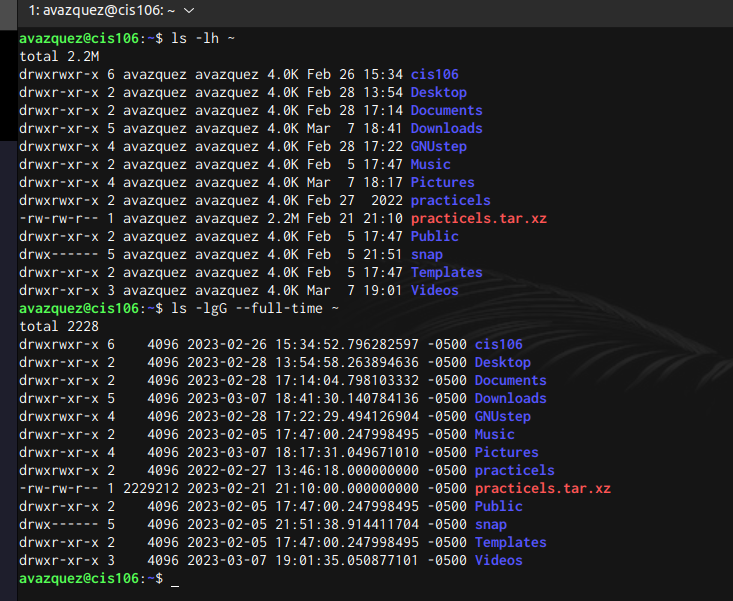 1: avazquez@cis106: ~
avazquez@cis106:~$ ls -lh ~
total 2.2M
drwxrwxr-x 6 avazquez avazquez 4.0K Feb 26 15:34 cis106
drwxr-xr-x 2 avazquez avazquez 4.0K Feb 28 13:54 Desktop
drwxr-xr-x 2 avazquez avazquez 4.0K Feb 28 17:14 Documents
drwxr-xr-x 5 avazquez avazquez 4.0K Mar  7 18:41 Downloads
drwxrwxr-x 4 avazquez avazquez 4.0K Feb 28 17:22 GNUstep
drwxr-xr-x 2 avazquez avazquez 4.0K Feb  5 17:47 Music
drwxr-xr-x 4 avazquez avazquez 4.0K Mar  7 18:17 Pictures
drwxrwxr-x 2 avazquez avazquez 4.0K Feb 27  2022 practicels
-rw-rw-r-- 1 avazquez avazquez 2.2M Feb 21 21:10 practicels.tar.xz
drwxr-xr-x 2 avazquez avazquez 4.0K Feb  5 17:47 Public
drwx------ 5 avazquez avazquez 4.0K Feb  5 21:51 snap
drwxr-xr-x 2 avazquez avazquez 4.0K Feb  5 17:47 Templates
drwxr-xr-x 3 avazquez avazquez 4.0K Mar  7 19:01 Videos
avazquez@cis106:~$ ls -lgG --full-time ~
total 2228
drwxrwxr-x 6    4096 2023-02-26 15:34:52.796282597 -0500 cis106
drwxr-xr-x 2    4096 2023-02-28 13:54:58.263894636 -0500 Desktop
drwxr-xr-x 2    4096 2023-02-28 17:14:04.798103332 -0500 Documents
drwxr-xr-x 5    4096 2023-03-07 18:41:30.140784136 -0500 Downloads
drwxrwxr-x 4    4096 2023-02-28 17:22:29.494126904 -0500 GNUstep
drwxr-xr-x 2    4096 2023-02-05 17:47:00.247998495 -0500 Music
drwxr-xr-x 4    4096 2023-03-07 18:17:31.049671010 -0500 Pictures
drwxrwxr-x 2    4096 2022-02-27 13:46:18.000000000 -0500 practicels
-rw-rw-r-- 1 2229212 2023-02-21 21:10:00.000000000 -0500 practicels.tar.xz
drwxr-xr-x 2    4096 2023-02-05 17:47:00.247998495 -0500 Public
drwx------ 5    4096 2023-02-05 21:51:38.914411704 -0500 snap
drwxr-xr-x 2    4096 2023-02-05 17:47:00.247998495 -0500 Templates
drwxr-xr-x 3    4096 2023-03-07 19:01:35.050877101 -0500 Videos
avazquez@cis106:~$ _